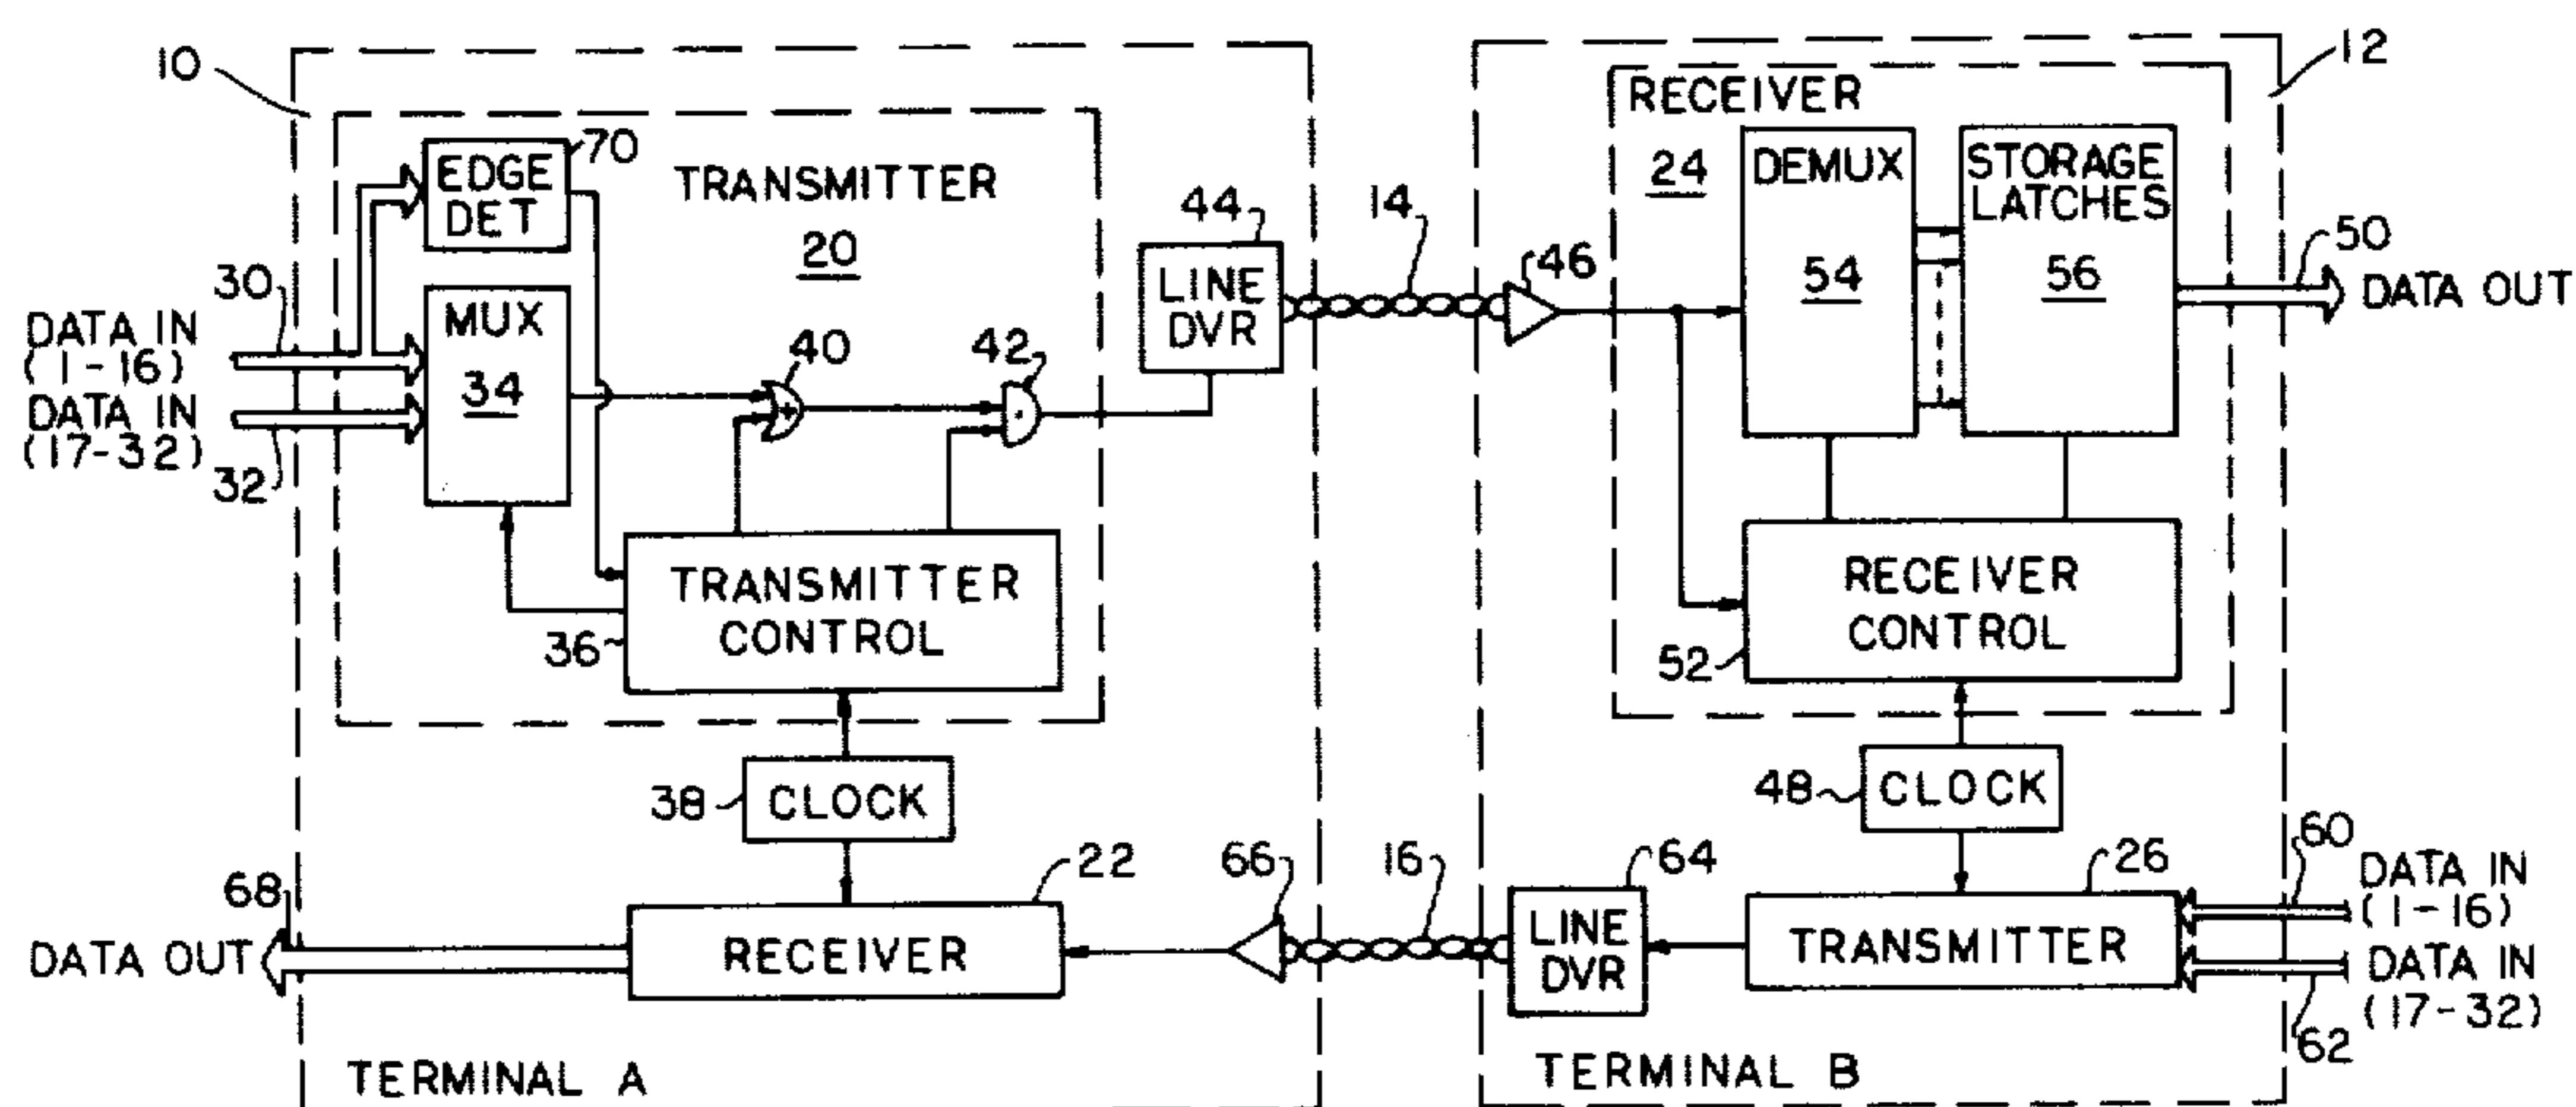 10
12
RECEIVER
EDGE
DET
70
TRANSMITTER
20
44
LINE
DVR
14
46
24
DEMUX
54
STORAGE
LATCHES
56
50
DATA OUT
30
DATA IN
(1-16)
DATA IN
(17-32)
32
MUX
34
40
+
42
.
TRANSMITTER
CONTROL
36
RECEIVER
CONTROL
52
38
CLOCK
48
CLOCK
68
DATA OUT
RECEIVER
22
66
16
64
LINE
DVR
TRANSMITTER
26
60
DATA IN
(1-16)
DATA IN
(17-32)
62
TERMINAL A
TERMINAL B